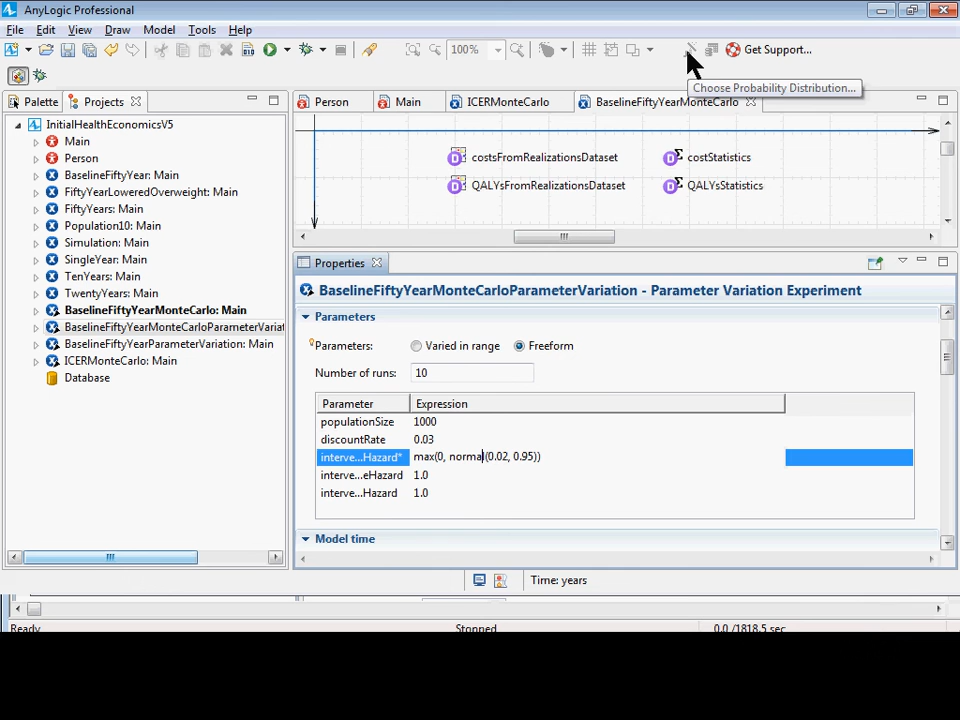 AnyLogic Professional
File Edit View Draw Model Tools Help
100% Get Support...
Choose Probability Distribution...
Palette Projects
Person Main ICERMonteCarlo BaselineFiftyYearMonteCarlo
InitialHealthEconomicsV5
Main
Person
BaselineFiftyYear: Main
FiftyYearLoweredOverweight: Main
FiftyYears: Main
Population10: Main
Simulation: Main
SingleYear: Main
TenYears: Main
TwentyYears: Main
BaselineFiftyYearMonteCarlo: Main
BaselineFiftyYearMonteCarloParameterVariat
BaselineFiftyYearParameterVariation: Main
ICERMonteCarlo: Main
Database
costsFromRealizationsDataset costStatistics
QALYsFromRealizationsDataset QALYsStatistics
Properties
BaselineFiftyYearMonteCarloParameterVariation - Parameter Variation Experiment
Parameters
Parameters: Varied in range Freeform
Number of runs: 10
Parameter Expression
populationSize 1000
discountRate 0.03
interve...Hazard* max(0, normal(0.02, 0.95))
interve...eHazard 1.0
interve...Hazard 1.0
Model time
Time: years
Ready Stopped 0.0 /1818.5 sec